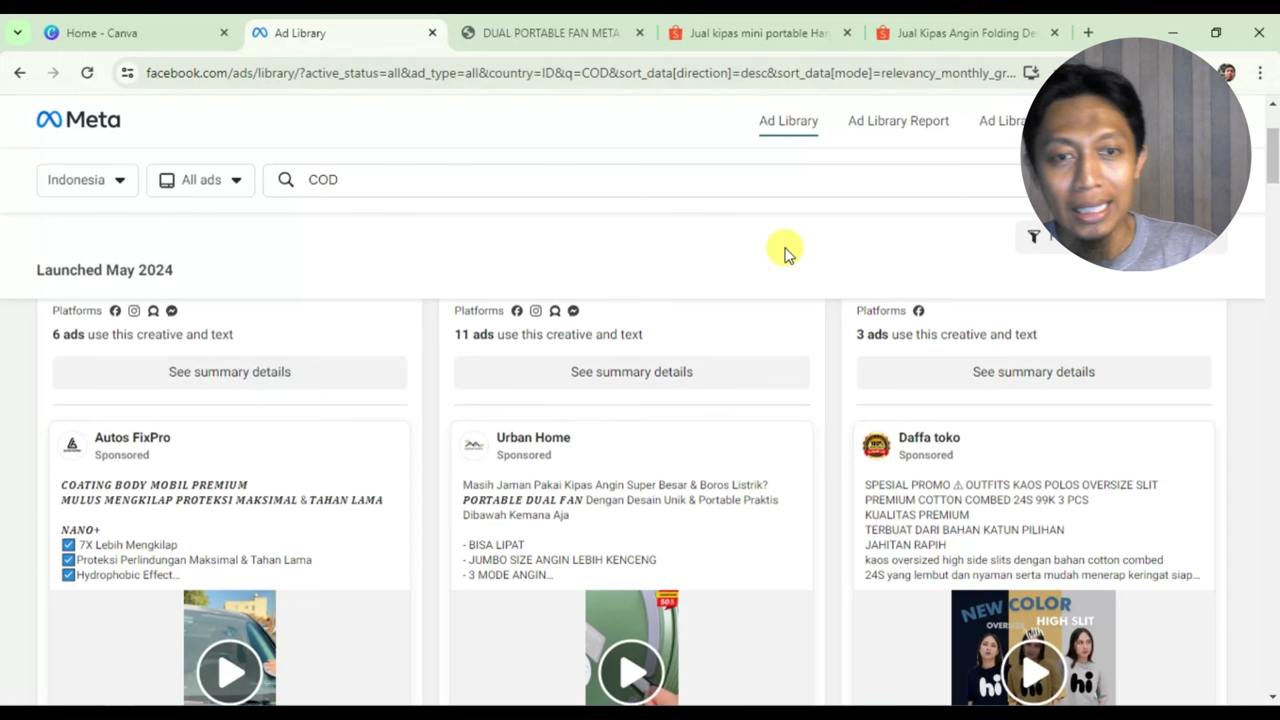 Home - Canva
Ad Library
DUAL PORTABLE FAN META
Jual kipas mini portable Han
Jual Kipas Angin Folding De
facebook.com/ads/library/?active_status=all&ad_type=all&country=ID&q=COD&sort_data[direction]=desc&sort_data[mode]=relevancy_monthly_gr...
Meta
Ad Library
Ad Library Report
Ad Libra
Indonesia
All ads
COD
Launched May 2024
Platforms
6 ads use this creative and text
See summary details
Platforms
11 ads use this creative and text
See summary details
Platforms
3 ads use this creative and text
See summary details
Autos FixPro
Sponsored
COATING BODY MOBIL PREMIUM
MULUS MENGKILAP PROTEKSI MAKSIMAL & TAHAN LAMA
NANO+
☑ 7X Lebih Mengkilap
☑Proteksi Perlindungan Maksimal & Tahan Lama
☑Hydrophobic Effect...
Urban Home
Sponsored
Masih Jaman Pakai Kipas Angin Super Besar & Boros Listrik?
PORTABLE DUAL FAN Dengan Desain Unik & Portable Praktis
Dibawah Kemana Aja
- BISA LIPAT
- JUMBO SIZE ANGIN LEBIH KENCENG
- 3 MODE ANGIN...
50%
Daffa toko
Sponsored
SPESIAL PROMO ⚠ OUTFITS KAOS POLOS OVERSIZE SLIT
PREMIUM COTTON COMBED 24S 99K 3 PCS
KUALITAS PREMIUM
TERBUAT DARI BAHAN KATUN PILIHAN
JAHITAN RAPIH
kaos oversized high side slits dengan bahan cotton combed
24S yang lembut dan nyaman serta mudah menerap keringat siap...
NEW COLOR
OVERSIZE HIGH SLIT
hi
hi